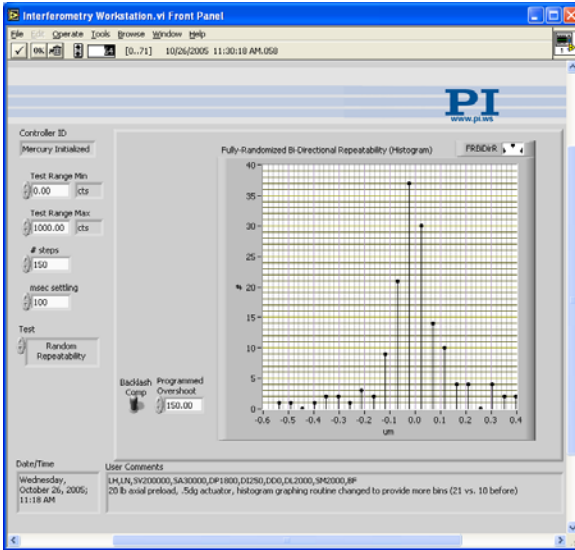 Interferometry Workstation.vi Front Panel
File Edit Operate Tools Browse Window Help
OK [0..71] 10/26/2005 11:30:18 AM.058
1
PI
www.pi.ws
Controller ID
Mercury Initialized
Test Range Min
0.00 cts
Test Range Max
1000.00 cts
# steps
150
msec settling
100
Test
Random
Repeatability
Fully-Randomized Bi-Directional Repeatability (Histogram)
FRBiDirR
40
35
30
25
# 20
15
10
5
0
-0.6 -0.5 -0.4 -0.3 -0.2 -0.1 0.0 0.1 0.2 0.3 0.4
um
Backlash
Comp
Programmed
Overshoot
150.00
Date/Time
Wednesday,
October 26, 2005;
11:18 AM
User Comments
LH,LN,SV200000,SA30000,DP1800,DI250,DD0,DL2000,SM2000,BF
20 lb axial preload, .5dg actuator, histogram graphing routine changed to provide more bins (21 vs. 10 before)